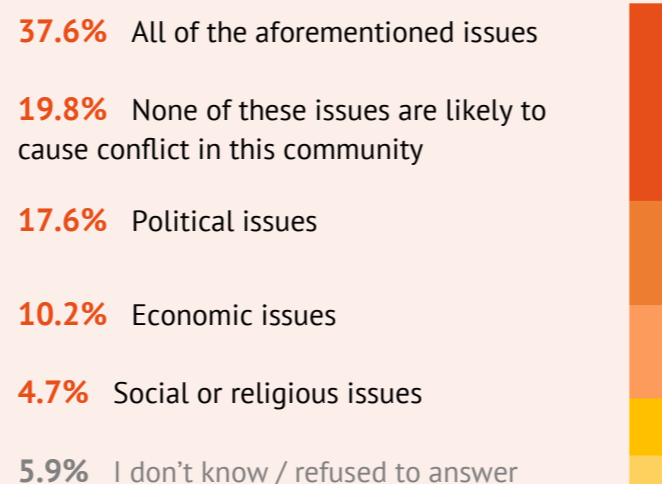 37.6% All of the aforementioned issues
19.8% None of these issues are likely to
cause conflict in this community
17.6% Political issues
10.2% Economic issues
4.7% Social or religious issues
5.9% I don't know / refused to answer